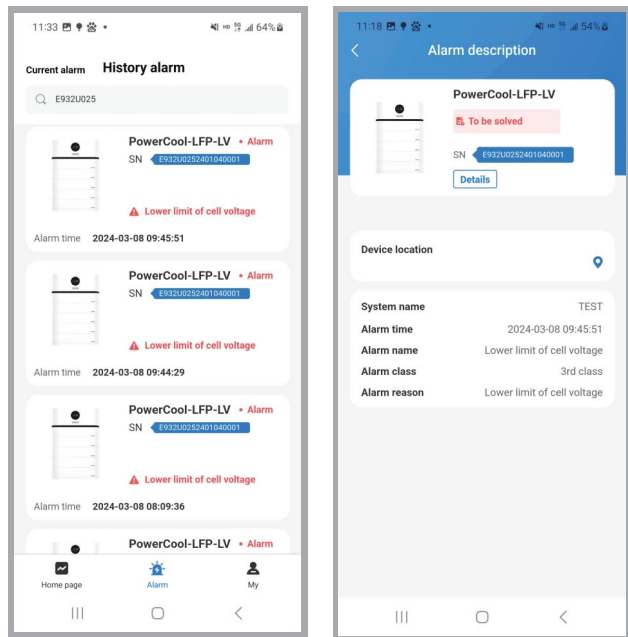 11:33
HD
64%
Current alarm History alarm
E932U025
PowerCool-LFP-LV • Alarm
SN E932U0252401040001
Lower limit of cell voltage
Alarm time 2024-03-08 09:45:51
PowerCool-LFP-LV • Alarm
SN E932U0252401040001
Lower limit of cell voltage
Alarm time 2024-03-08 09:44:29
PowerCool-LFP-LV • Alarm
SN E932U0252401040001
Lower limit of cell voltage
Alarm time 2024-03-08 08:09:36
PowerCool-LFP-LV • Alarm
Home page Alarm My
11:18
HD
54%
Alarm description
PowerCool-LFP-LV
To be solved
SN E932U0252401040001
Details
Device location
System name TEST
Alarm time 2024-03-08 09:45:51
Alarm name Lower limit of cell voltage
Alarm class 3rd class
Alarm reason Lower limit of cell voltage